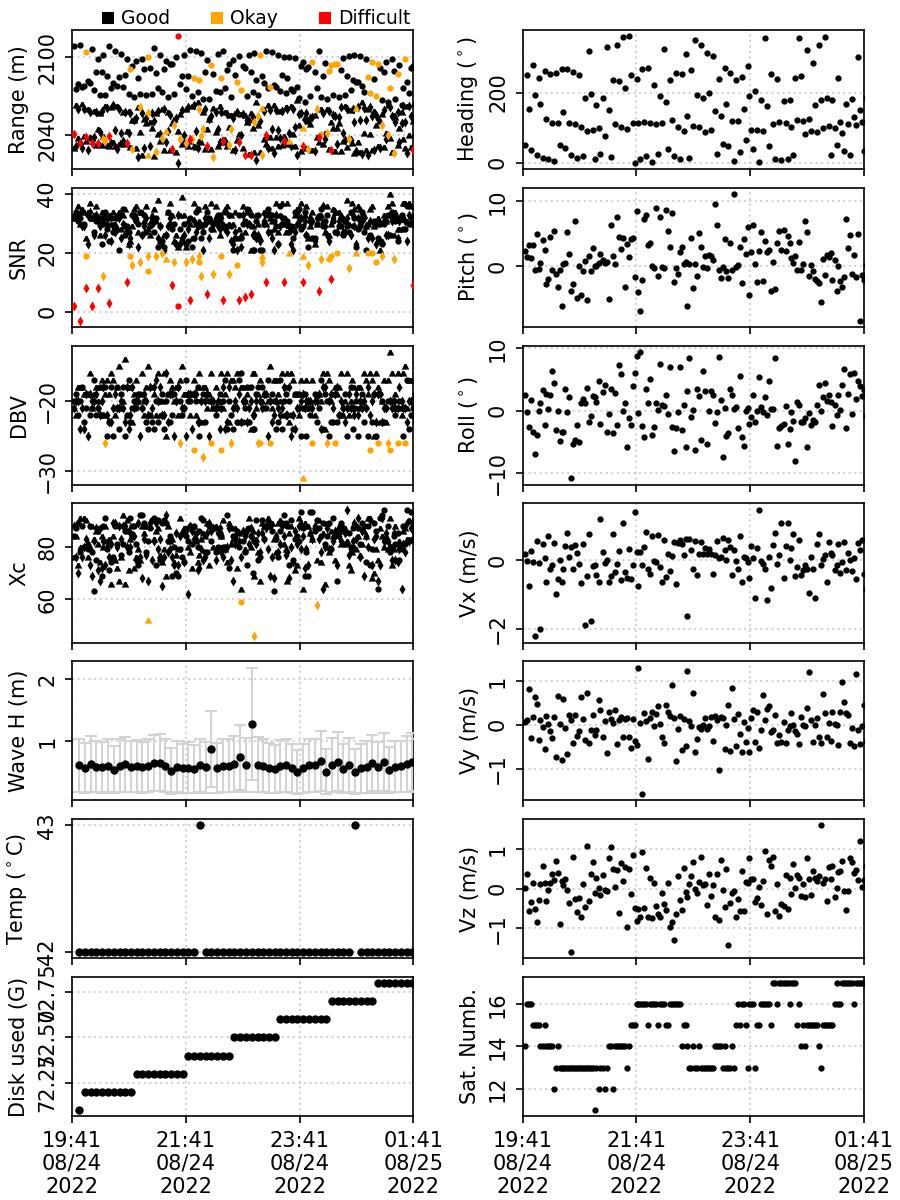 Good Okay Difficult
Range (m)
2100
2040
SNR
40
20
0
DBV
−20
−30
Xc
80
60
Wave H (m)
2
1
Temp (°C)
43
42
Disk used (G)
72.75
72.50
72.25
19:41 21:41 23:41 01:41
08/24 08/24 08/24 08/25
2022 2022 2022 2022
Heading (°)
200
0
Pitch (°)
10
0
Roll (°)
10
0
−10
Vx (m/s)
0
−2
Vy (m/s)
1
0
−1
Vz (m/s)
1
0
−1
Sat. Numb.
16
14
12
19:41 21:41 23:41 01:41
08/24 08/24 08/24 08/25
2022 2022 2022 2022